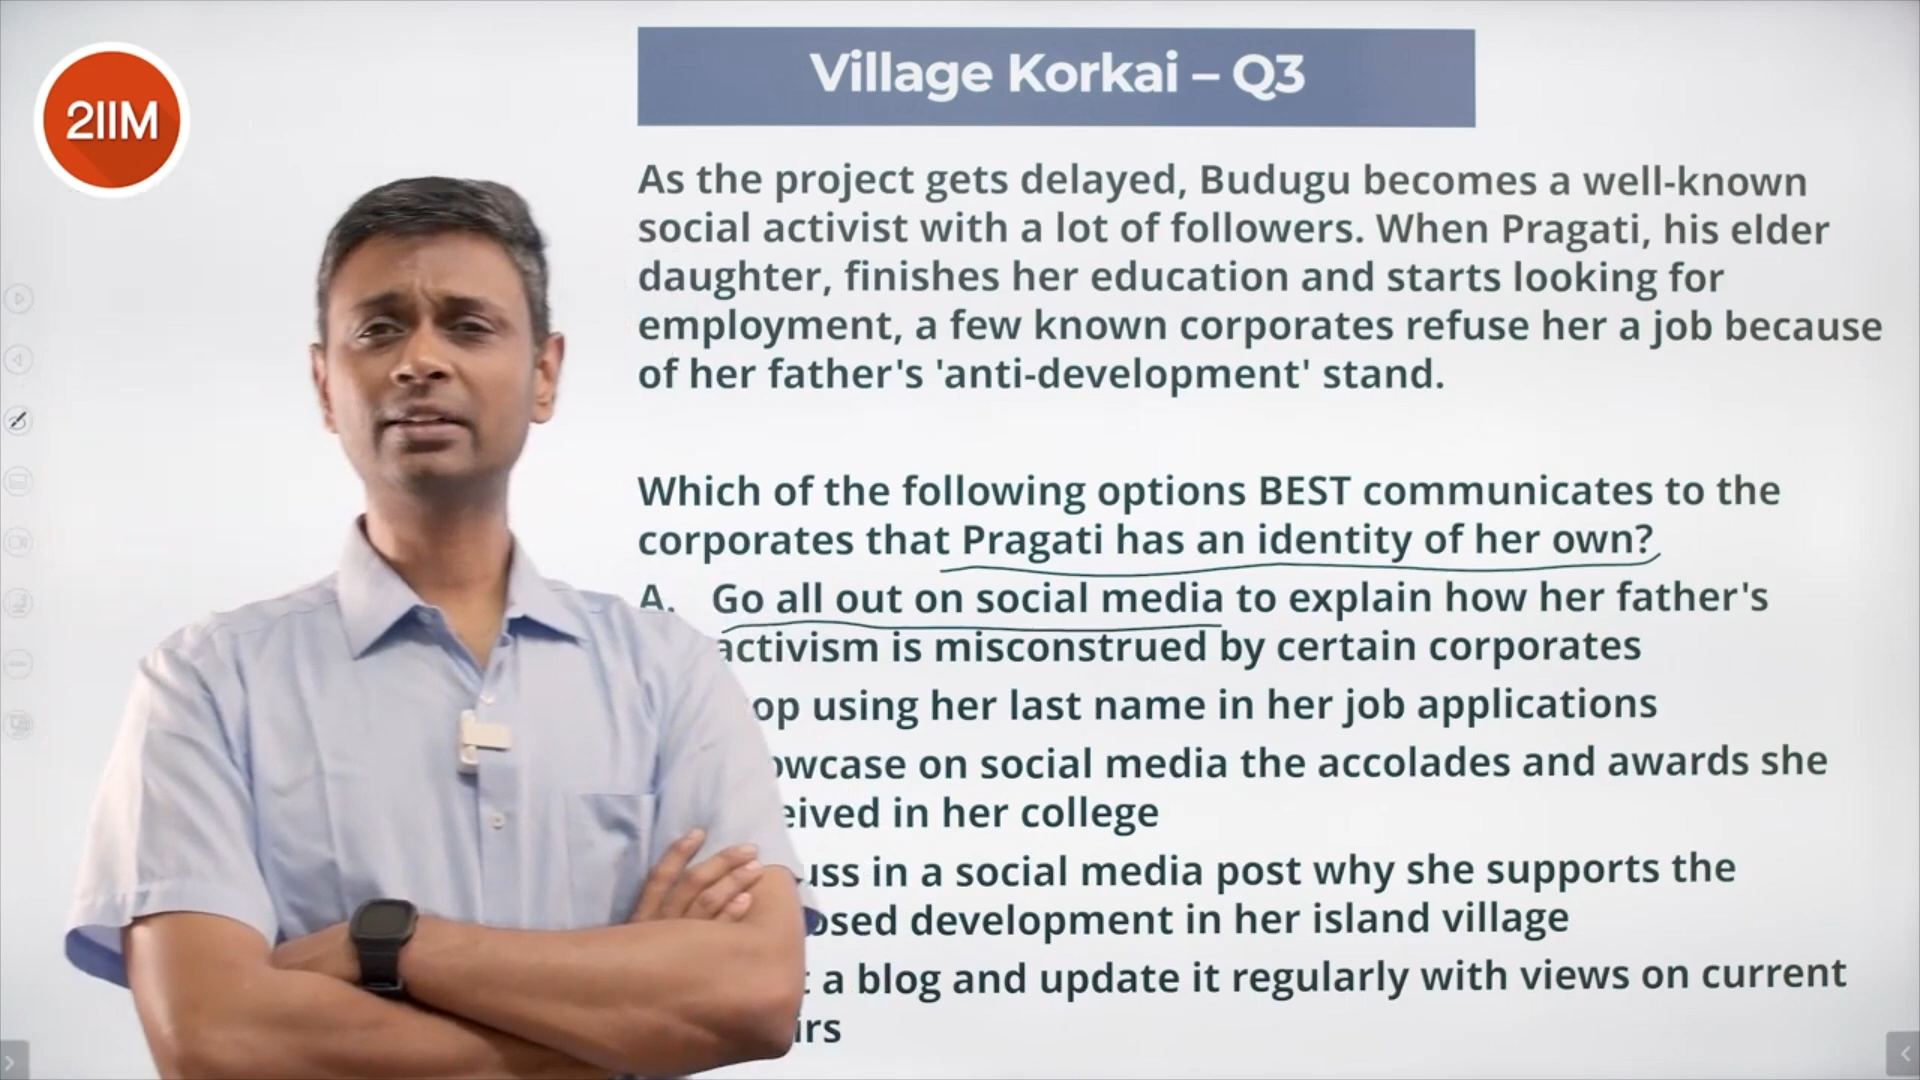 2IIM
Village Korkai – Q3
As the project gets delayed, Budugu becomes a well-known
social activist with a lot of followers. When Pragati, his elder
daughter, finishes her education and starts looking for
employment, a few known corporates refuse her a job because
of her father's 'anti-development' stand.
Which of the following options BEST communicates to the
corporates that Pragati has an identity of her own?
A. Go all out on social media to explain how her father's
activism is misconstrued by certain corporates
using her last name in her job applications
on social media the accolades and awards she
in her college
in a social media post why she supports the
development in her island village
a blog and update it regularly with views on current